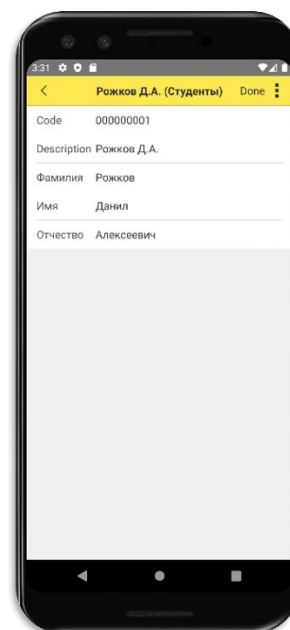 3:31
Рожков Д.А. (Студенты) Done
Code 000000001
Description Рожков Д.А.
Фамилия Рожков
Имя Данил
Отчество Алексеевич